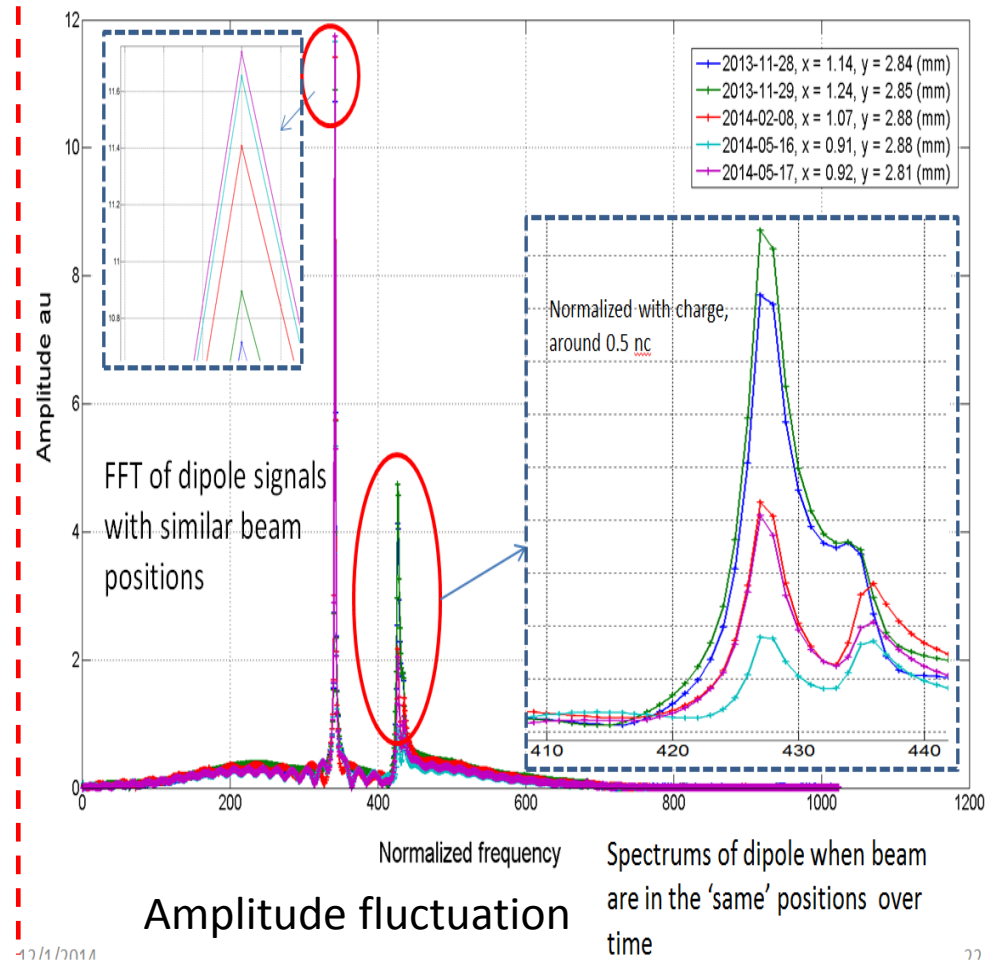 12
10
8
6
4
2
0
Amplitude au
11.6
11.4
11.2
11
10.8
2013-11-28, x = 1.14, y = 2.84 (mm)
2013-11-29, x = 1.24, y = 2.85 (mm)
2014-02-08, x = 1.07, y = 2.88 (mm)
2014-05-16, x = 0.91, y = 2.88 (mm)
2014-05-17, x = 0.92, y = 2.81 (mm)
Normalized with charge,
around 0.5 nc
410 420 430 440
FFT of dipole signals
with similar beam
positions
0 200 400 600 800 1000 1200
Normalized frequency
Spectrums of dipole when beam
are in the ‘same’ positions over
time
Amplitude fluctuation
12/1/2014
22